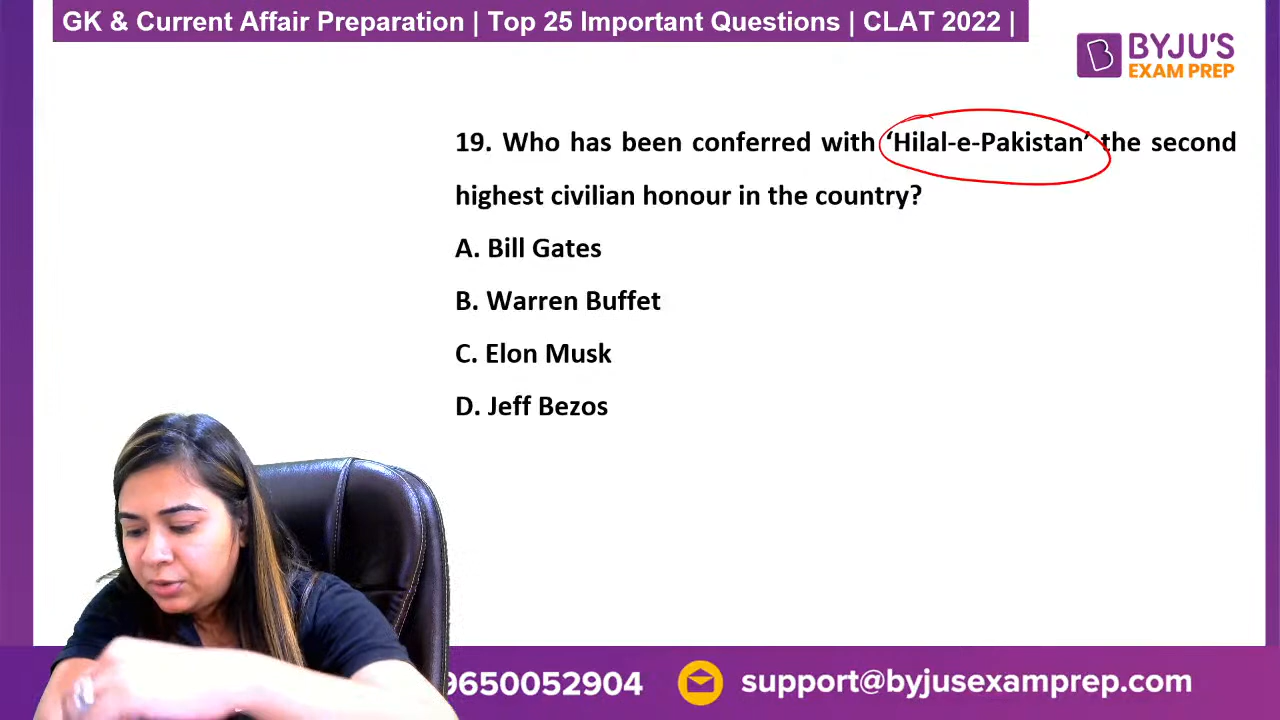 GK & Current Affair Preparation | Top 25 Important Questions | CLAT 2022 |
BYJU'S
EXAM PREP
19. Who has been conferred with ‘Hilal-e-Pakistan’ the second
highest civilian honour in the country?
A. Bill Gates
B. Warren Buffet
C. Elon Musk
D. Jeff Bezos
9650052904 support@byjusexamprep.com